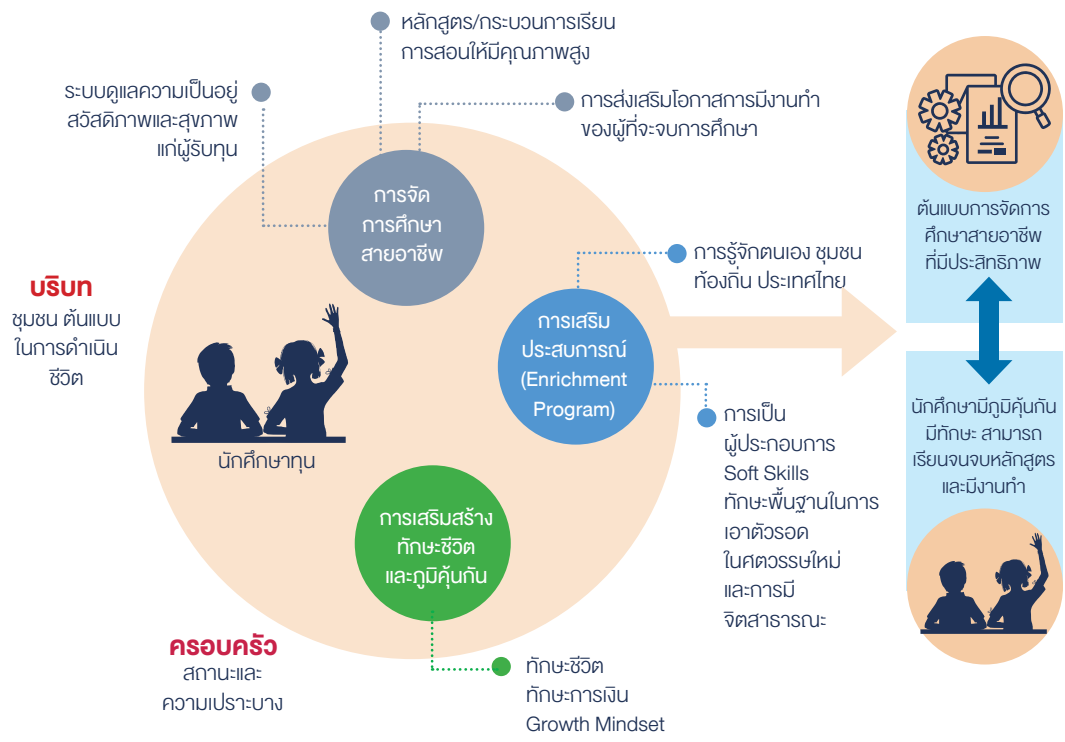 หลักสูตร/กระบวนการเรียน
การสอนให้มีคุณภาพสูง
ระบบดูแลความเป็นอยู่
สวัสดิภาพและสุขภาพ
แก่ผู้รับทุน
การส่งเสริมโอกาสการมีงานทำ
ของผู้ที่จะจบการศึกษา
การจัด
การศึกษา
สายอาชีพ
บริบท
ชุมชน ต้นแบบ
ในการดำเนิน
ชีวิต
นักศึกษาทุน
การรู้จักตนเอง ชุมชน
ท้องถิ่น ประเทศไทย
การเสริม
ประสบการณ์
(Enrichment
Program)
การเป็น
ผู้ประกอบการ
Soft Skills
ทักษะพื้นฐานในการ
เอาตัวรอด
ในศตวรรษใหม่
และการมี
จิตสาธารณะ
การเสริมสร้าง
ทักษะชีวิต
และภูมิคุ้มกัน
ครอบครัว
สถานะและ
ความเปราะบาง
ทักษะชีวิต
ทักษะการเงิน
Growth Mindset
ต้นแบบการจัดการ
ศึกษาสายอาชีพ
ที่มีประสิทธิภาพ
นักศึกษามีภูมิคุ้มกัน
มีทักษะ สามารถ
เรียนจนจบหลักสูตร
และมีงานทำ